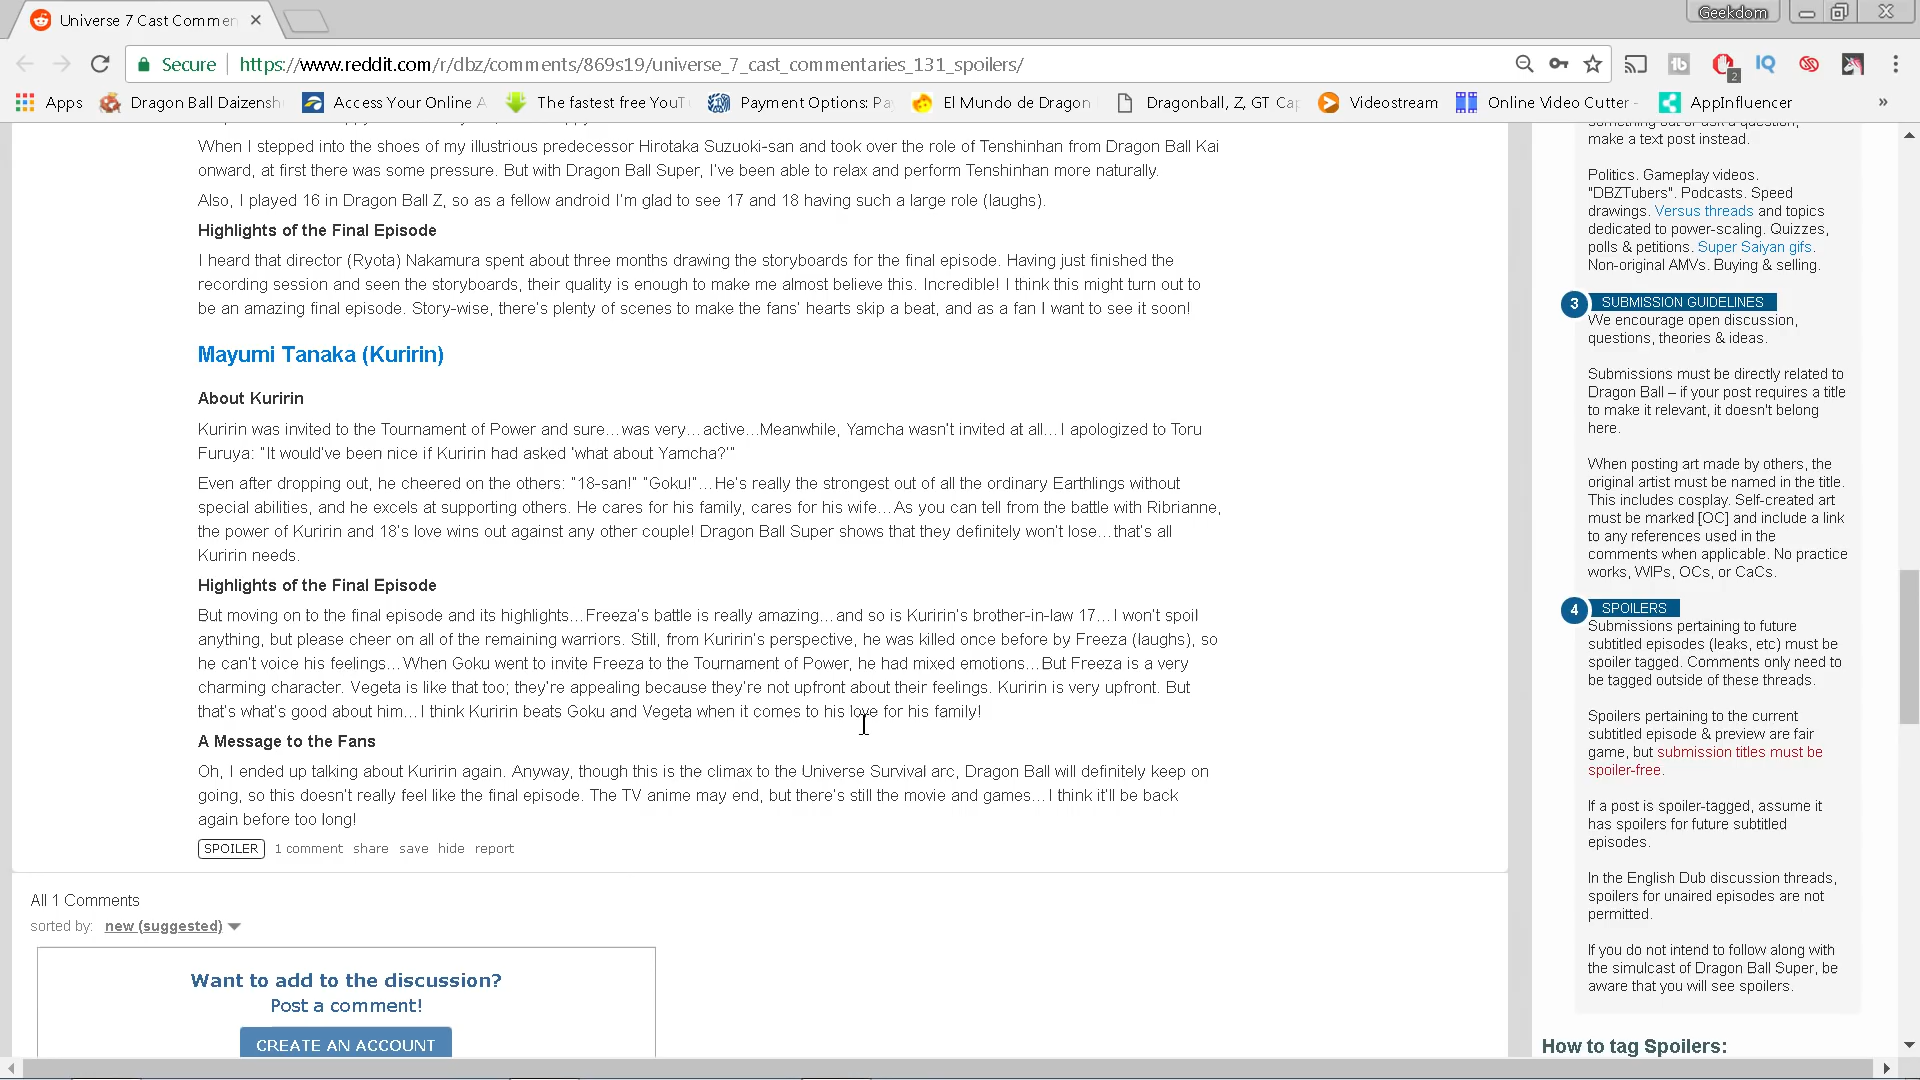 Universe 7 Cast Commen
Geekdom
Secure
https://www.reddit.com/r/dbz/comments/869s19/universe_7_cast_commentaries_131_spoilers/
2
Apps Dragon Ball Daizensh Access Your Online A The fastest free YouT Payment Options: Pa El Mundo de Dragon Dragonball, Z, GT Ca Videostream Online Video Cutter - AppInfluencer »
When I stepped into the shoes of my illustrious predecessor Hirotaka Suzuoki-san and took over the role of Tenshinhan from Dragon Ball Kai
onward, at first there was some pressure. But with Dragon Ball Super, I've been able to relax and perform Tenshinhan more naturally.
Also, I played 16 in Dragon Ball Z, so as a fellow android I'm glad to see 17 and 18 having such a large role (laughs).
Highlights of the Final Episode
I heard that director (Ryota) Nakamura spent about three months drawing the storyboards for the final episode. Having just finished the
recording session and seen the storyboards, their quality is enough to make me almost believe this. Incredible! I think this might turn out to
be an amazing final episode. Story-wise, there's plenty of scenes to make the fans' hearts skip a beat, and as a fan I want to see it soon!
Mayumi Tanaka (Kuririn)
About Kuririn
Kuririn was invited to the Tournament of Power and sure…was very…active…Meanwhile, Yamcha wasn't invited at all…I apologized to Toru
Furuya: "It would've been nice if Kuririn had asked 'what about Yamcha?'"
Even after dropping out, he cheered on the others: "18-san!" "Goku!"…He's really the strongest out of all the ordinary Earthlings without
special abilities, and he excels at supporting others. He cares for his family, cares for his wife…As you can tell from the battle with Ribrianne,
the power of Kuririn and 18's love wins out against any other couple! Dragon Ball Super shows that they definitely won't lose…that's all
Kuririn needs.
Highlights of the Final Episode
But moving on to the final episode and its highlights…Freeza's battle is really amazing…and so is Kuririn's brother-in-law 17…I won't spoil
anything, but please cheer on all of the remaining warriors. Still, from Kuririn's perspective, he was killed once before by Freeza (laughs), so
he can't voice his feelings…When Goku went to invite Freeza to the Tournament of Power, he had mixed emotions…But Freeza is a very
charming character. Vegeta is like that too; they're appealing because they're not upfront about their feelings. Kuririn is very upfront. But
that's what's good about him…I think Kuririn beats Goku and Vegeta when it comes to his love for his family!
A Message to the Fans
Oh, I ended up talking about Kuririn again. Anyway, though this is the climax to the Universe Survival arc, Dragon Ball will definitely keep on
going, so this doesn't really feel like the final episode. The TV anime may end, but there's still the movie and games…I think it'll be back
again before too long!
SPOILER 1 comment share save hide report
All 1 Comments
sorted by: new (suggested)
Want to add to the discussion?
Post a comment!
CREATE AN ACCOUNT
something out or ask a question,
make a text post instead.
Politics. Gameplay videos.
"DBZTubers". Podcasts. Speed
drawings. Versus threads and topics
dedicated to power-scaling. Quizzes,
polls & petitions. Super Saiyan gifs.
Non-original AMVs. Buying & selling.
3 SUBMISSION GUIDELINES
We encourage open discussion,
questions, theories & ideas.
Submissions must be directly related to
Dragon Ball – if your post requires a title
to make it relevant, it doesn't belong
here.
When posting art made by others, the
original artist must be named in the title.
This includes cosplay. Self-created art
must be marked [OC] and include a link
to any references used in the
comments when applicable. No practice
works, WIPs, OCs, or CaCs.
4 SPOILERS
Submissions pertaining to future
subtitled episodes (leaks, etc) must be
spoiler tagged. Comments only need to
be tagged outside of these threads.
Spoilers pertaining to the current
subtitled episode & preview are fair
game, but submission titles must be
spoiler-free.
If a post is spoiler-tagged, assume it
has spoilers for future subtitled
episodes.
In the English Dub discussion threads,
spoilers for unaired episodes are not
permitted.
If you do not intend to follow along with
the simulcast of Dragon Ball Super, be
aware that you will see spoilers.
How to tag Spoilers: